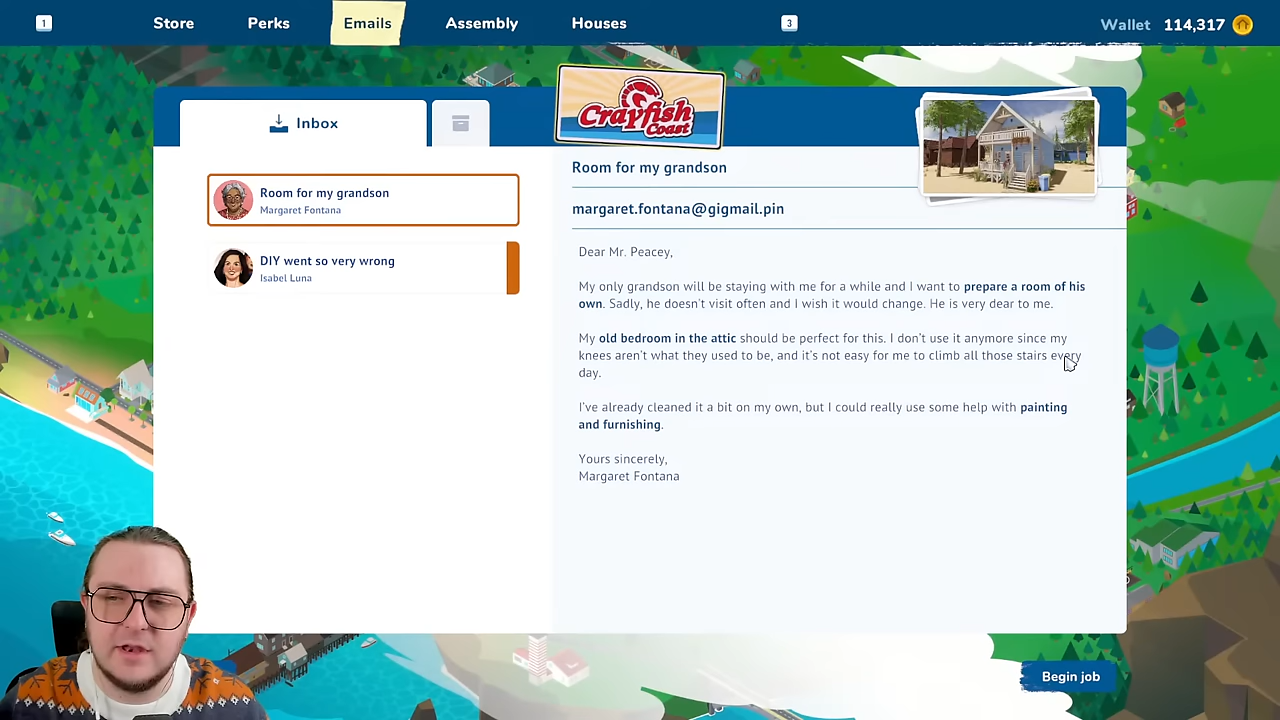 1 Store Perks Emails Assembly Houses 3 Wallet 114,317
Inbox
Crayfish
Coast
Room for my grandson
Margaret Fontana
DIY went so very wrong
Isabel Luna
Room for my grandson
margaret.fontana@gigmail.pin
Dear Mr. Peacey,
My only grandson will be staying with me for a while and I want to prepare a room of his
own. Sadly, he doesn't visit often and I wish it would change. He is very dear to me.
My old bedroom in the attic should be perfect for this. I don't use it anymore since my
knees aren't what they used to be, and it's not easy for me to climb all those stairs every
day.
I've already cleaned it a bit on my own, but I could really use some help with painting
and furnishing.
Yours sincerely,
Margaret Fontana
Begin job